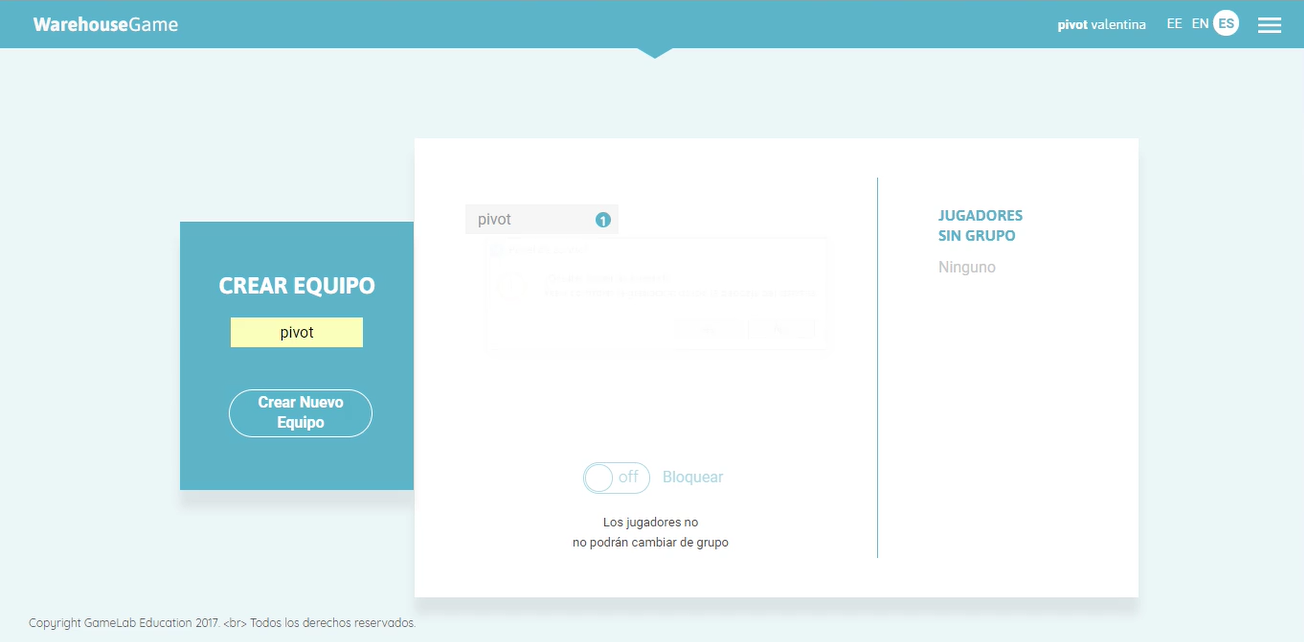 WarehouseGame
pivot valentina EE EN ES
pivot 1
JUGADORES
SIN GRUPO
Ninguno
CREAR EQUIPO
pivot
Crear Nuevo
Equipo
off Bloquear
Los jugadores no
no podrán cambiar de grupo
Copyright GameLab Education 2017. <br> Todos los derechos reservados.